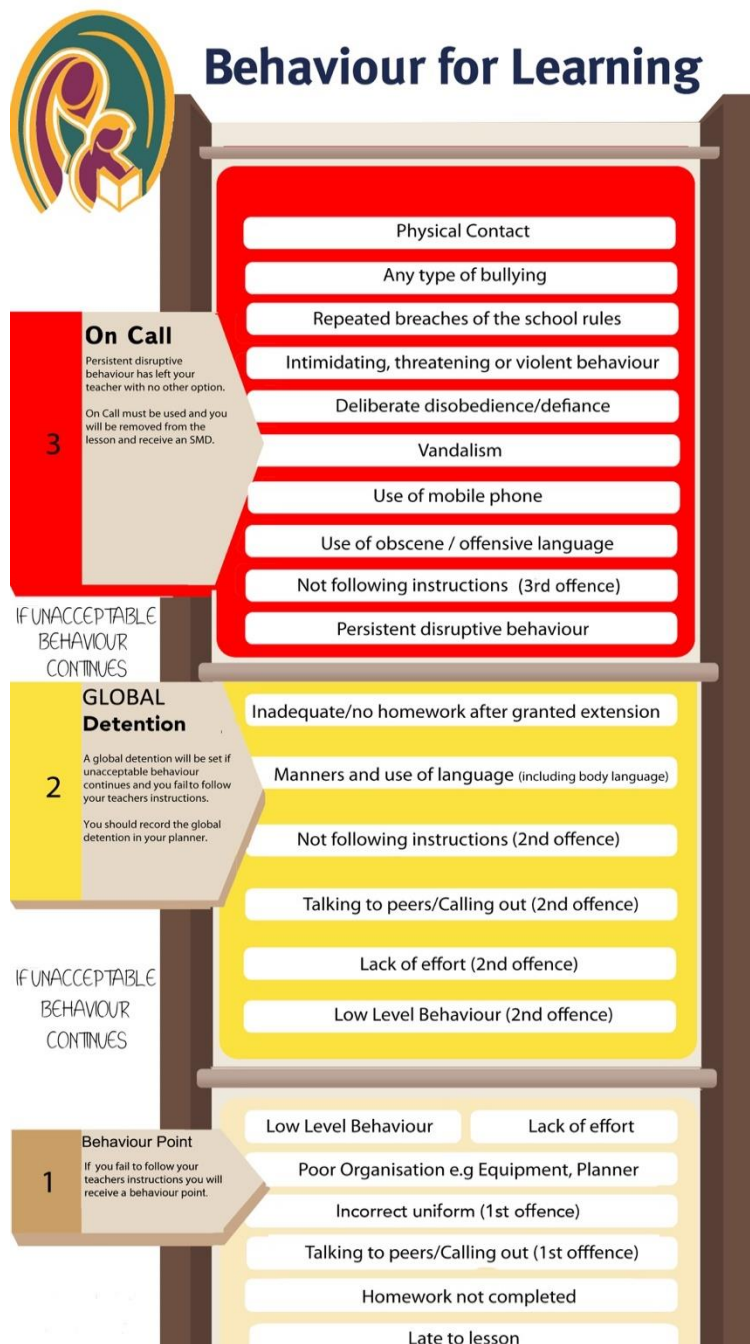 Behaviour for Learning
Physical Contact
Any type of bullying
Repeated breaches of the school rules
Intimidating, threatening or violent behaviour
Deliberate disobedience/defiance
Vandalism
Use of mobile phone
Use of obscene / offensive language
Not following instructions (3rd offence)
Persistent disruptive behaviour
3
On Call
Persistent disruptive
behaviour has left your
teacher with no other option.
On Call must be used and you
will be removed from the
lesson and receive an SMD.
IF UNACCEPTABLE
BEHAVIOUR
CONTINUES
2
GLOBAL
Detention
A global detention will be set if
unacceptable behaviour
continues and you fail to follow
your teachers instructions.
You should record the global
detention in your planner.
Inadequate/no homework after granted extension
Manners and use of language (including body language)
Not following instructions (2nd offence)
Talking to peers/Calling out (2nd offence)
Lack of effort (2nd offence)
Low Level Behaviour (2nd offence)
IF UNACCEPTABLE
BEHAVIOUR
CONTINUES
1
Behaviour Point
If you fail to follow your
teachers instructions you will
receive a behaviour point.
Low Level Behaviour
Lack of effort
Poor Organisation e.g Equipment, Planner
Incorrect uniform (1st offence)
Talking to peers/Calling out (1st offfence)
Homework not completed
Late to lesson